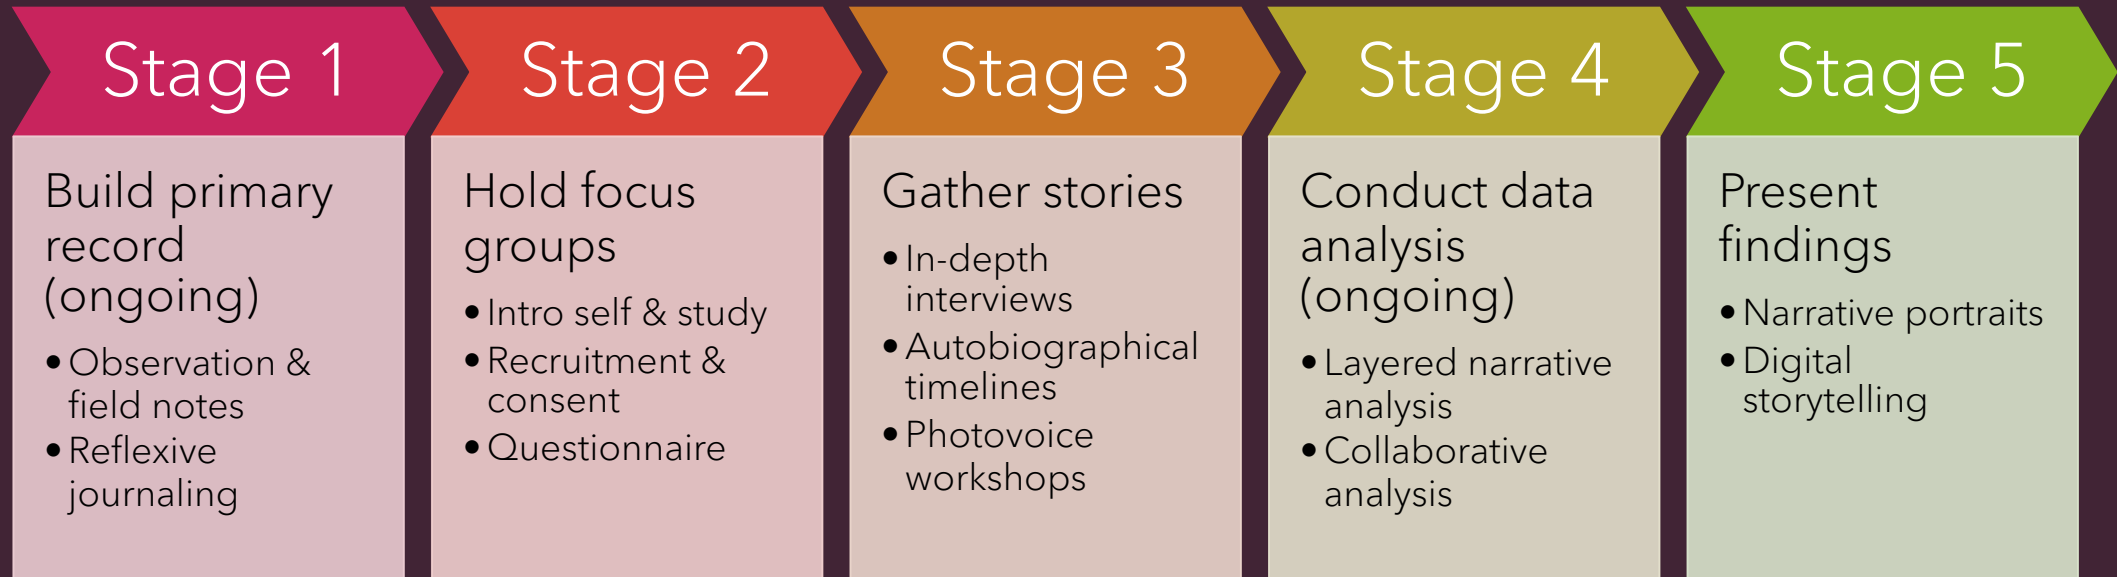 Stage 1
Build primary
record
(ongoing)
•Observation &
field notes
•Reflexive
journaling
Stage 2
Hold focus
groups
•Intro self & study
•Recruitment &
consent
•Questionnaire
Stage 3
Gather stories
•In-depth
interviews
•Autobiographical
timelines
•Photovoice
workshops
Stage 4
Conduct data
analysis
(ongoing)
•Layered narrative
analysis
•Collaborative
analysis
Stage 5
Present
findings
•Narrative portraits
•Digital
storytelling